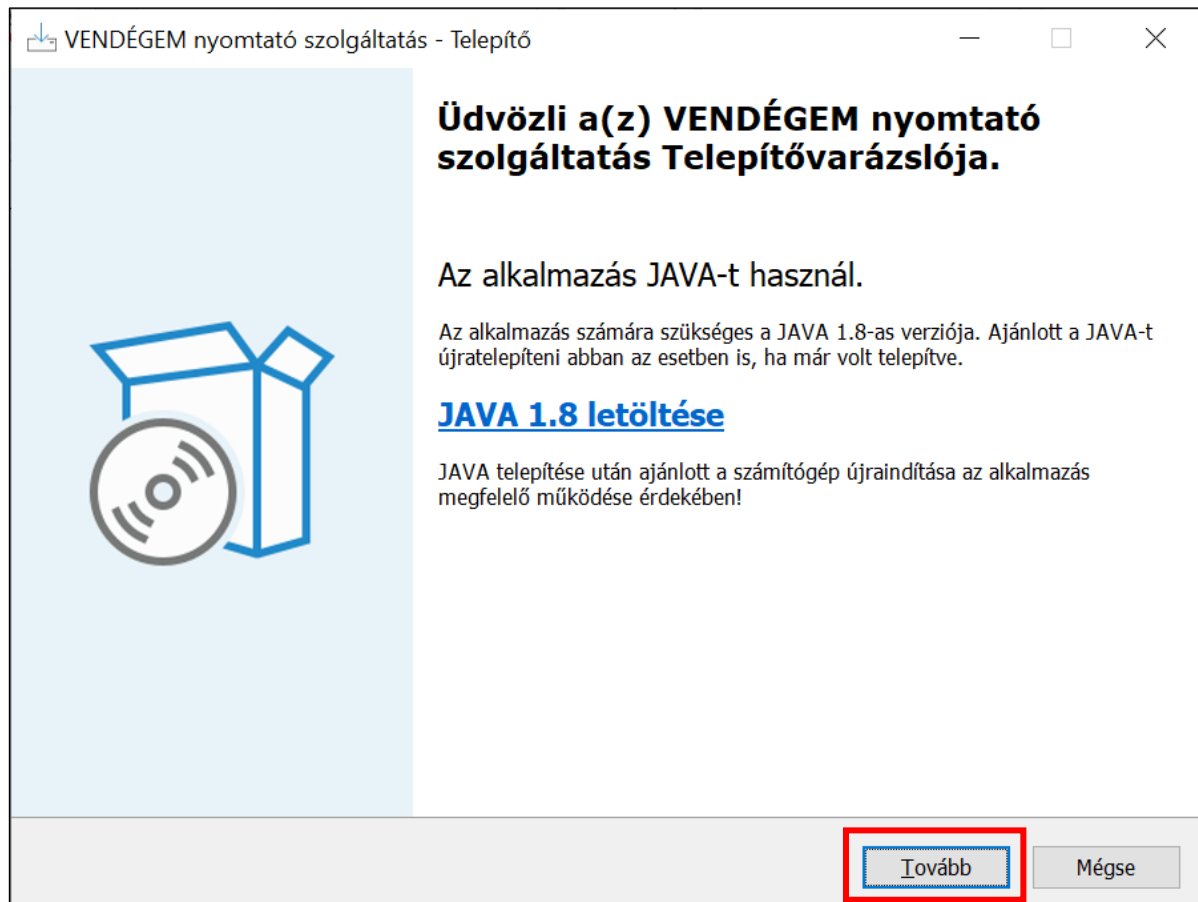 VENDÉGEM nyomtató szolgáltatás - Telepítő
Üdvözli a(z) VENDÉGEM nyomtató
szolgáltatás Telepítővarázslója.
Az alkalmazás JAVA-t használ.
Az alkalmazás számára szükséges a JAVA 1.8-as verziója. Ajánlott a JAVA-t
újratelepíteni abban az esetben is, ha már volt telepítve.
JAVA 1.8 letöltése
JAVA telepítése után ajánlott a számítógép újraindítása az alkalmazás
megfelelő működése érdekében!
Tovább
Mégse